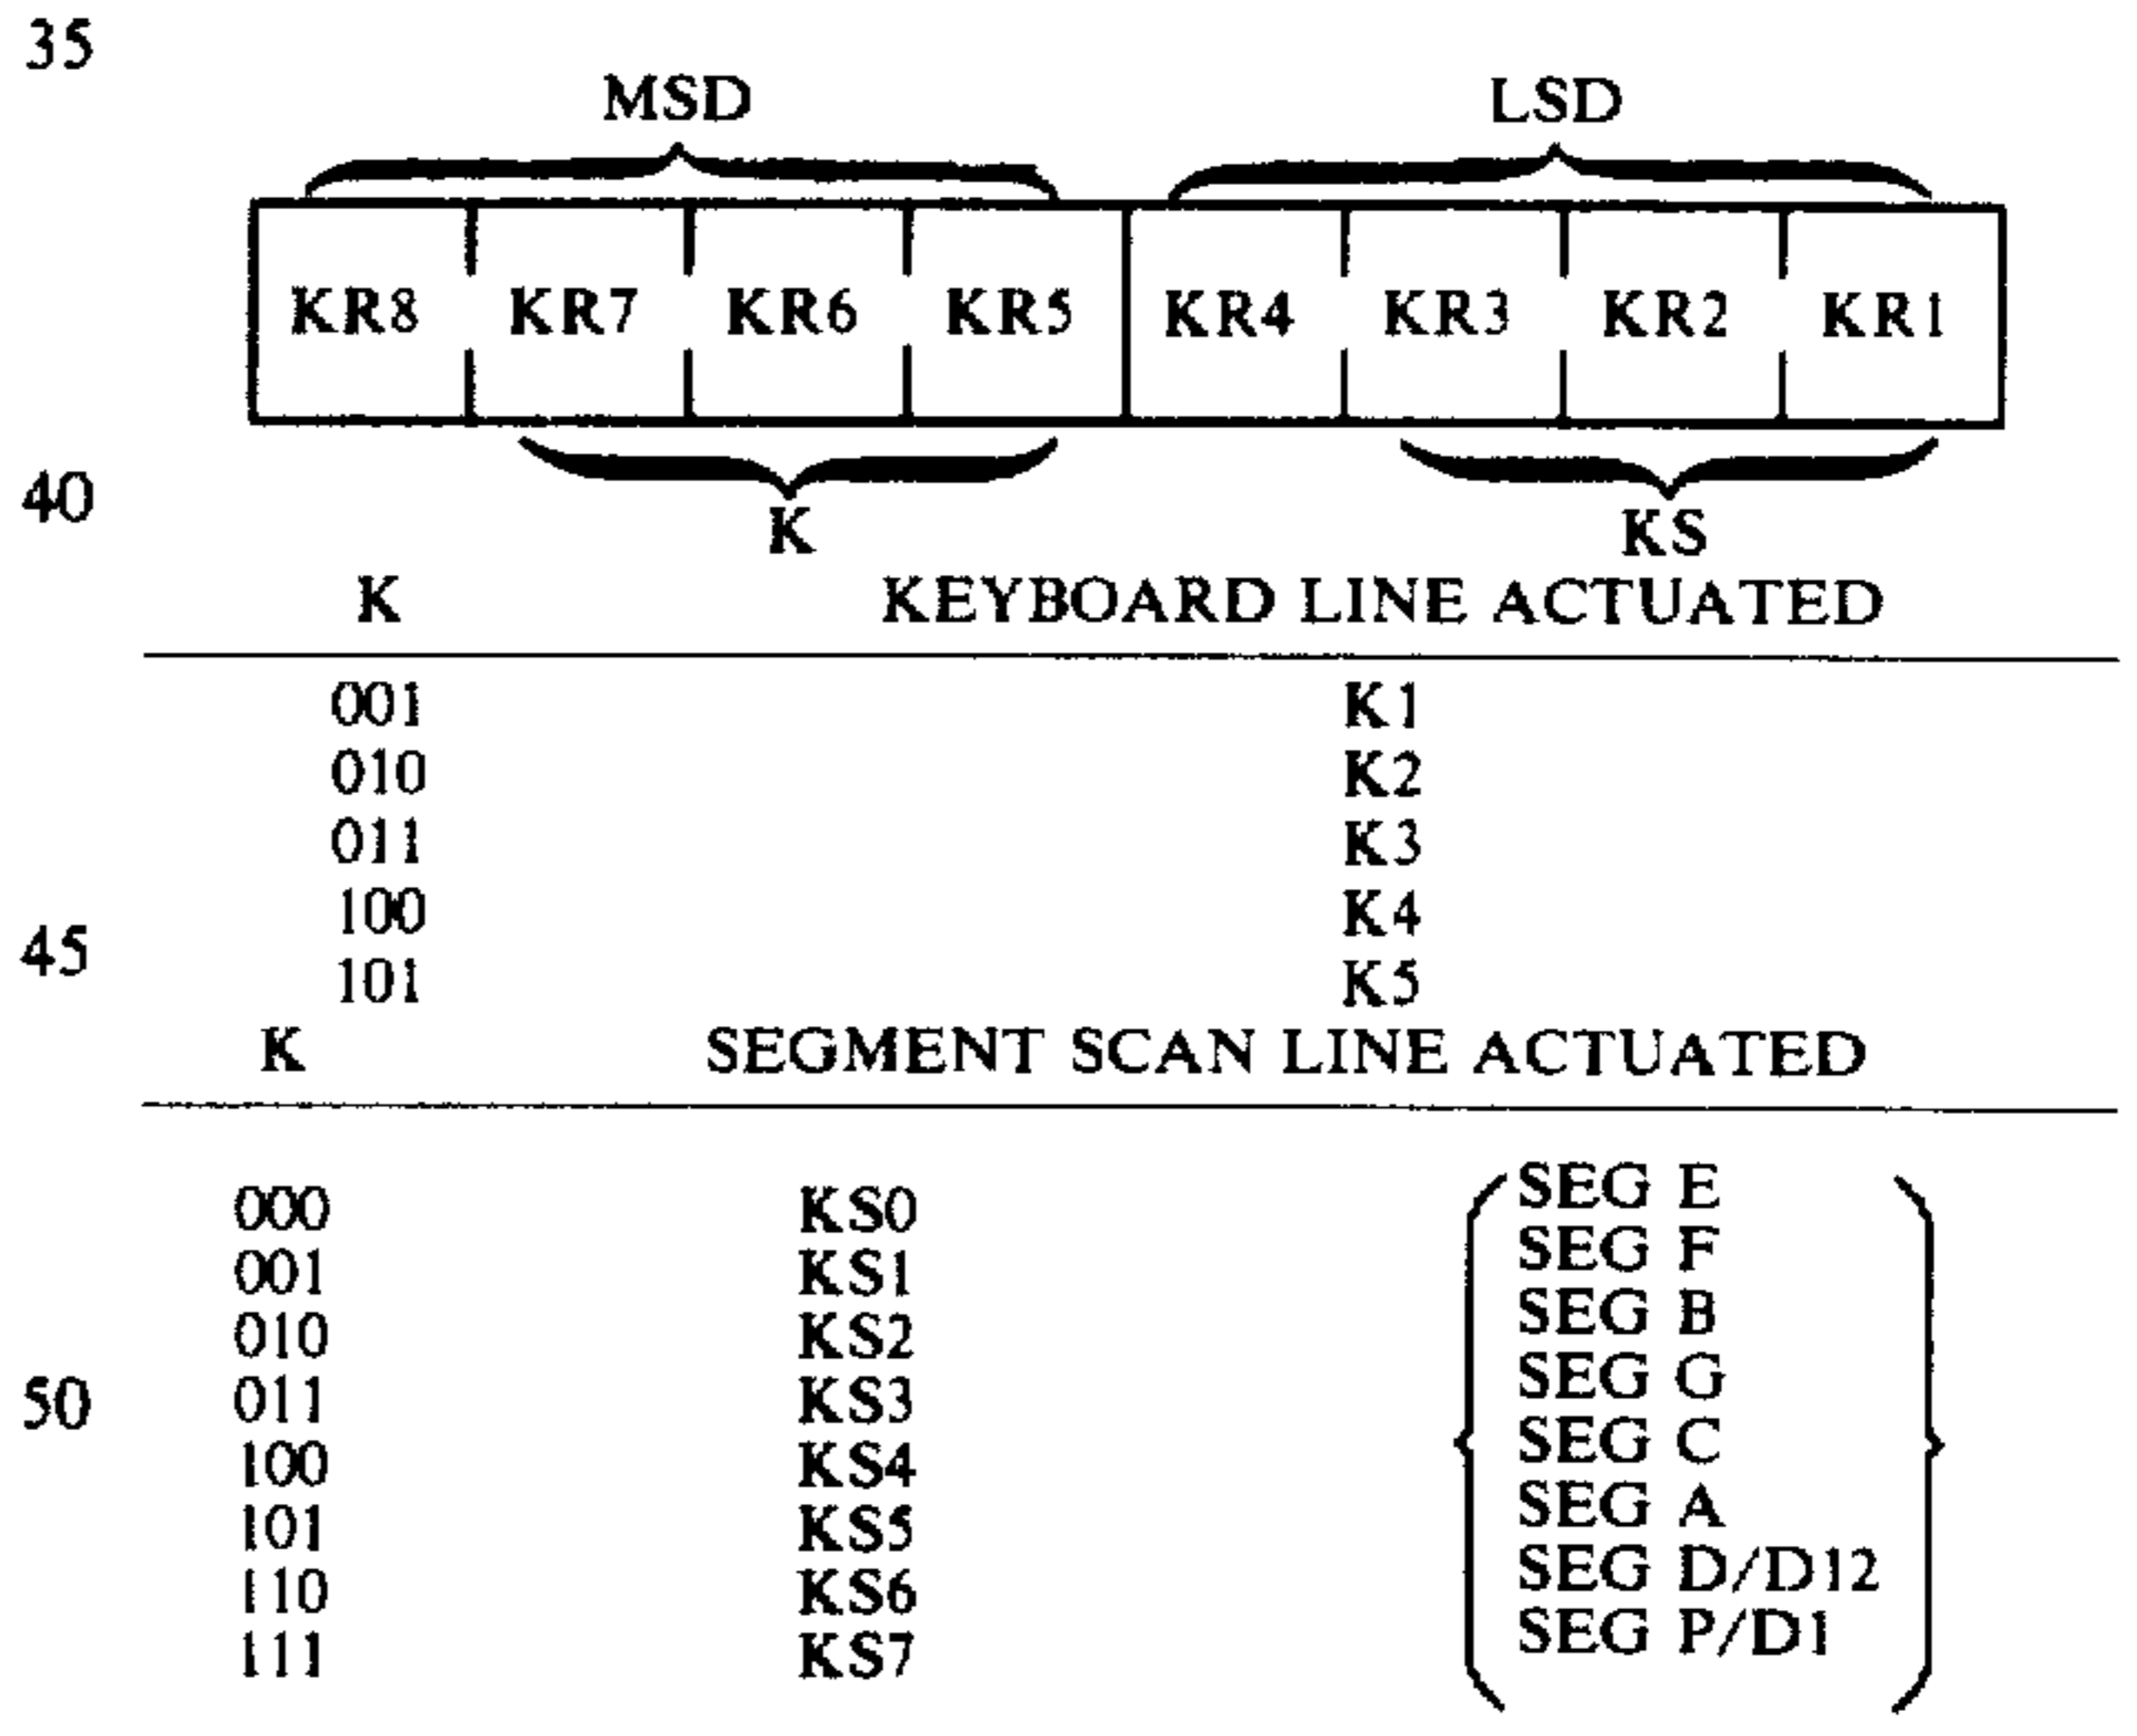 35
MSD LSD
KR8 KR7 KR6 KR5 KR4 KR3 KR2 KR1
40
K KS
K KEYBOARD LINE ACTUATED
001 K1
010 K2
011 K3
100 K4
45
101 K5
K SEGMENT SCAN LINE ACTUATED
000 KS0 SEG E
001 KS1 SEG F
010 KS2 SEG B
50 011 KS3 SEG G
100 KS4 SEG C
101 KS5 SEG A
110 KS6 SEG D/D12
111 KS7 SEG P/D1